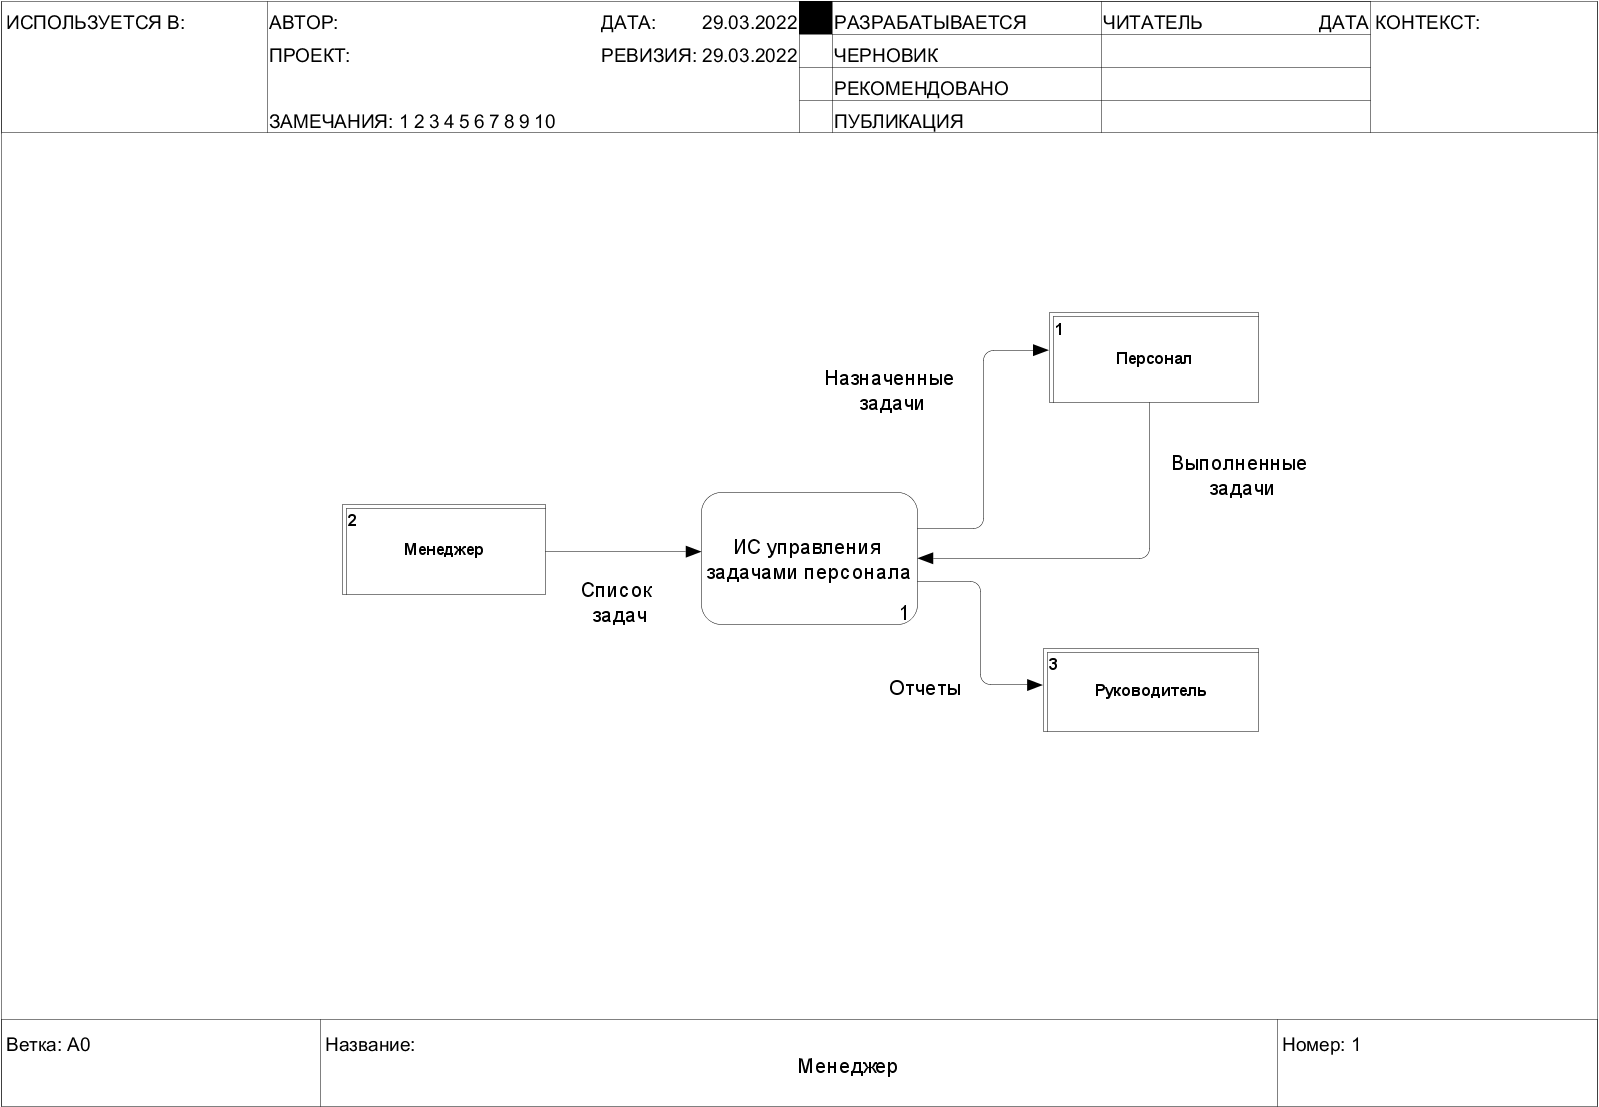 ИСПОЛЬЗУЕТСЯ В:
АВТОР:
ДАТА: 29.03.2022
РАЗРАБАТЫВАЕТСЯ
ЧИТАТЕЛЬ
ДАТА
КОНТЕКСТ:
ПРОЕКТ:
РЕВИЗИЯ: 29.03.2022
ЧЕРНОВИК
РЕКОМЕНДОВАНО
ЗАМЕЧАНИЯ: 1 2 3 4 5 6 7 8 9 10
ПУБЛИКАЦИЯ
1
Персонал
Назначенные
задачи
Выполненные
задачи
2
Менеджер
ИС управления
задачами персонала
1
Список
задач
3
Руководитель
Отчеты
Ветка: A0
Название:
Менеджер
Номер: 1